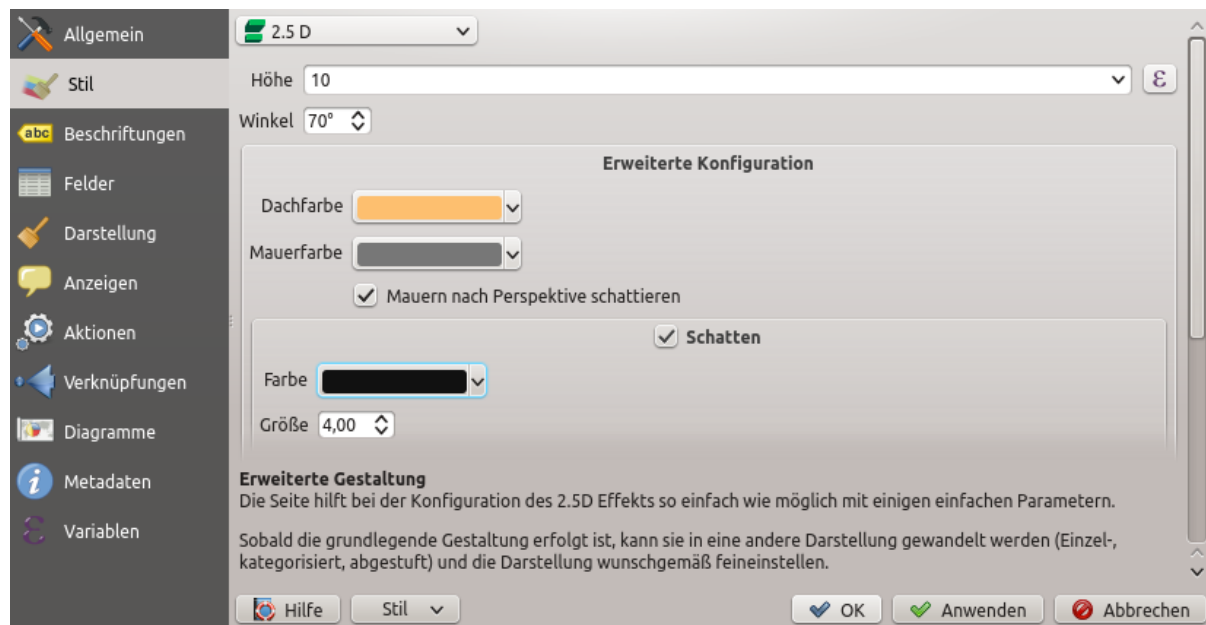 Allgemein
Stil
abc Beschriftungen
Felder
Darstellung
Anzeigen
Aktionen
Verknüpfungen
Diagramme
i Metadaten
ε Variablen
2.5 D
Höhe 10 ε
Winkel 70°
Erweiterte Konfiguration
Dachfarbe
Mauerfarbe
Mauern nach Perspektive schattieren
Schatten
Farbe
Größe 4,00
Erweiterte Gestaltung
Die Seite hilft bei der Konfiguration des 2.5D Effekts so einfach wie möglich mit einigen einfachen Parametern.
Sobald die grundlegende Gestaltung erfolgt ist, kann sie in eine andere Darstellung gewandelt werden (Einzel-,
kategorisiert, abgestuft) und die Darstellung wunschgemäß feineinstellen.
Hilfe Stil OK Anwenden Abbrechen